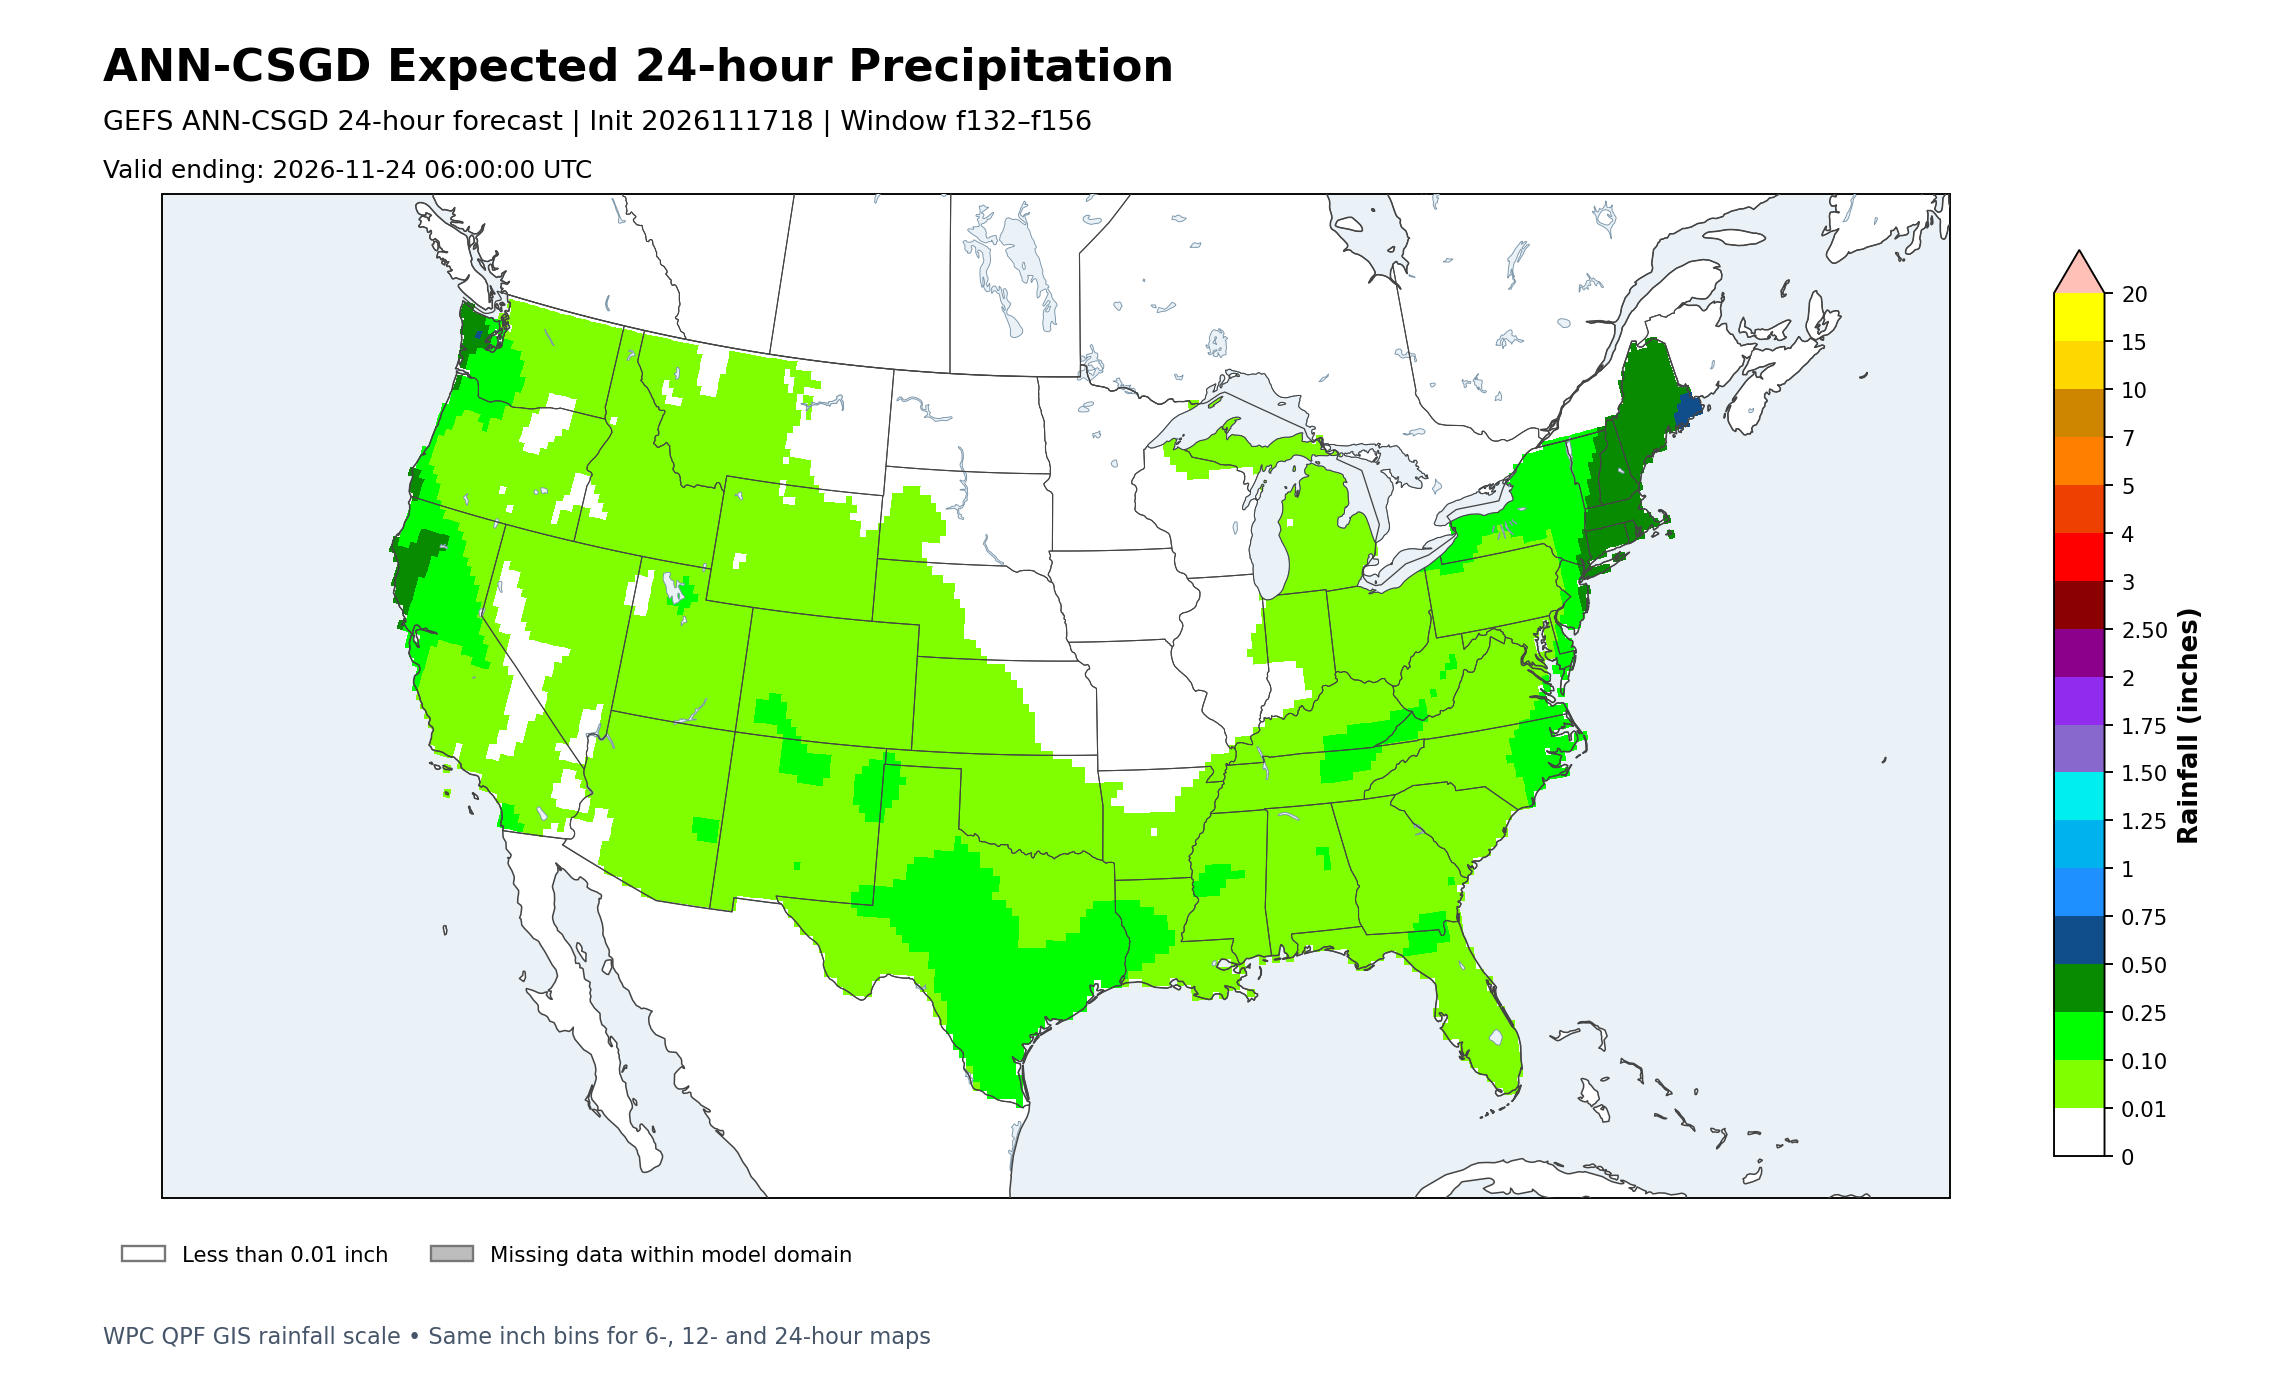 ANN-CSGD Expected 24-hour Precipitation
GEFS ANN-CSGD 24-hour forecast | Init 2026111718 | Window f132–f156
Valid ending: 2026-11-24 06:00:00 UTC
20
15
10
7
5
4
3
2.50
2
1.75
1.50
1.25
1
0.75
0.50
0.25
0.10
0.01
0
Rainfall (inches)
Less than 0.01 inch
Missing data within model domain
WPC QPF GIS rainfall scale • Same inch bins for 6-, 12- and 24-hour maps